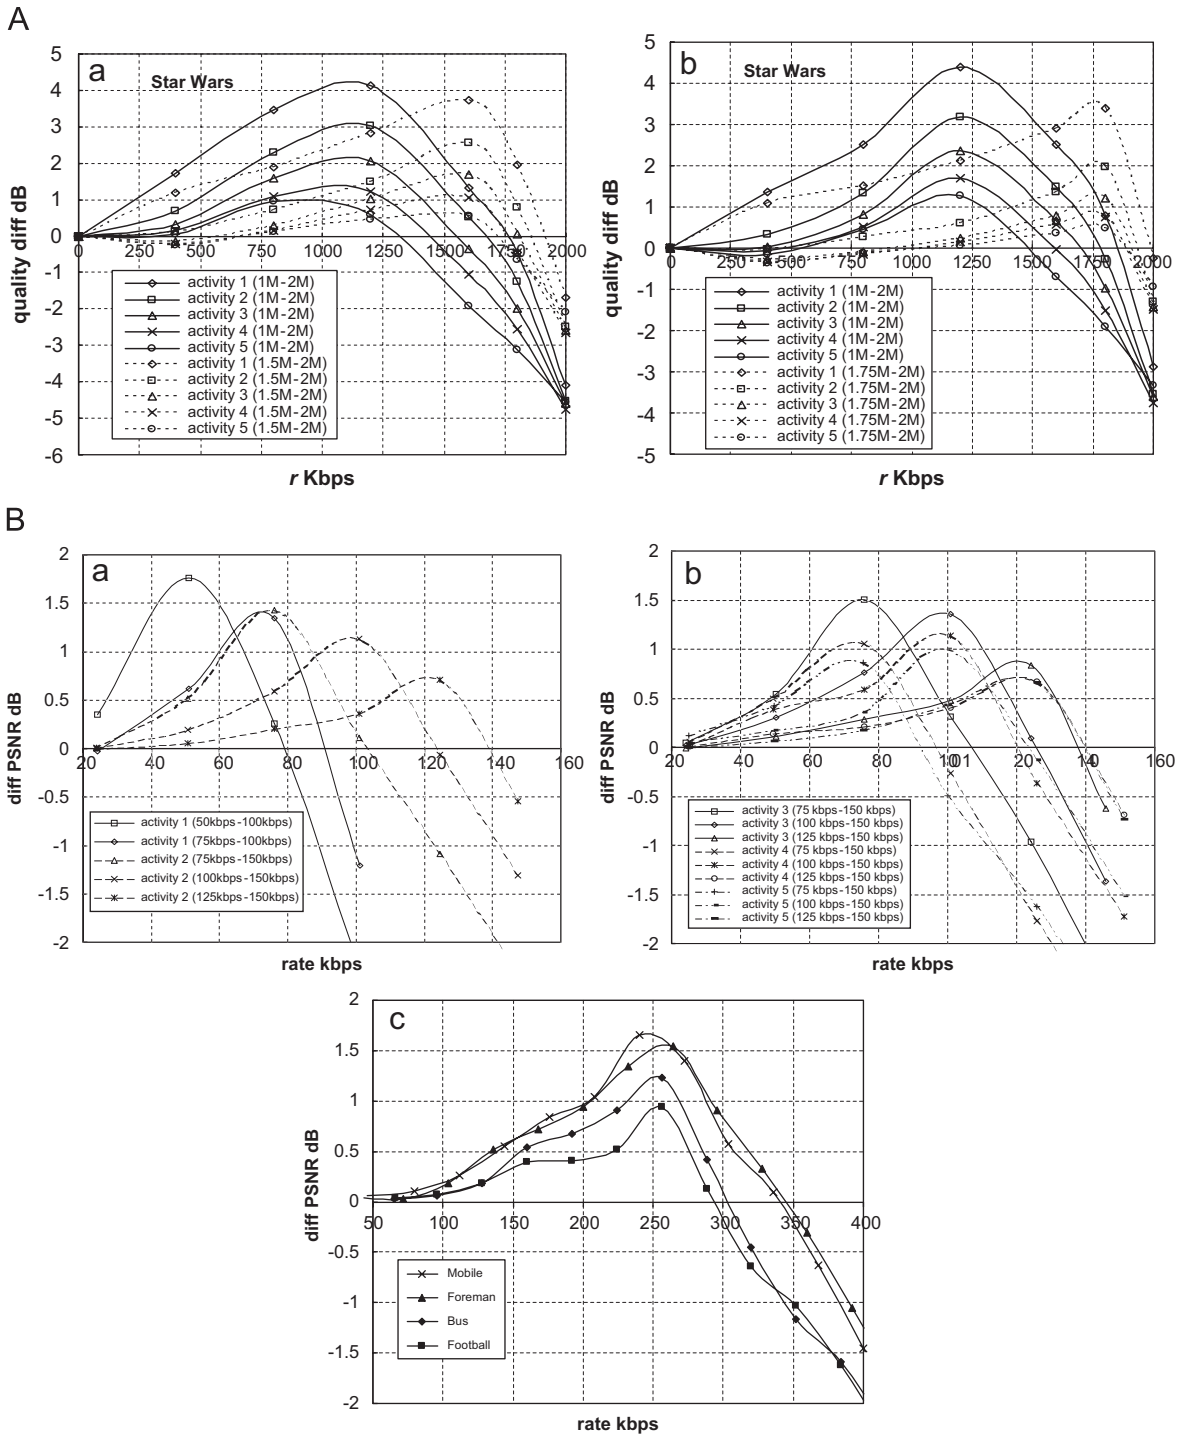 A
a
Star Wars
quality diff dB
5
4
3
2
1
0
-1
-2
-3
-4
-5
-6
0 250 500 750 1000 1250 1500 1750 2000
activity 1 (1M-2M)
activity 2 (1M-2M)
activity 3 (1M-2M)
activity 4 (1M-2M)
activity 5 (1M-2M)
activity 1 (1.5M-2M)
activity 2 (1.5M-2M)
activity 3 (1.5M-2M)
activity 4 (1.5M-2M)
activity 5 (1.5M-2M)
r Kbps
b
Star Wars
quality diff dB
5
4
3
2
1
0
-1
-2
-3
-4
-5
0 250 500 750 1000 1250 1500 1750 2000
activity 1 (1M-2M)
activity 2 (1M-2M)
activity 3 (1M-2M)
activity 4 (1M-2M)
activity 5 (1M-2M)
activity 1 (1.75M-2M)
activity 2 (1.75M-2M)
activity 3 (1.75M-2M)
activity 4 (1.75M-2M)
activity 5 (1.75M-2M)
r Kbps
B
a
diff PSNR dB
2
1.5
1
0.5
0
-0.5
-1
-1.5
-2
20 40 60 80 100 120 140 160
activity 1 (50kbps-100kbps)
activity 1 (75kbps-100kbps)
activity 2 (75kbps-150kbps)
activity 2 (100kbps-150kbps)
activity 2 (125kbps-150kbps)
rate kbps
b
diff PSNR dB
2
1.5
1
0.5
0
-0.5
-1
-1.5
-2
20 40 60 80 101 120 140 160
activity 3 (75 kbps-150 kbps)
activity 3 (100 kbps-150 kbps)
activity 3 (125 kbps-150 kbps)
activity 4 (75 kbps-150 kbps)
activity 4 (100 kbps-150 kbps)
activity 4 (125 kbps-150 kbps)
activity 5 (75 kbps-150 kbps)
activity 5 (100 kbps-150 kbps)
activity 5 (125 kbps-150 kbps)
rate kbps
c
diff PSNR dB
2
1.5
1
0.5
0
-0.5
-1
-1.5
-2
50 100 150 200 250 300 350 400
Mobile
Foreman
Bus
Football
rate kbps